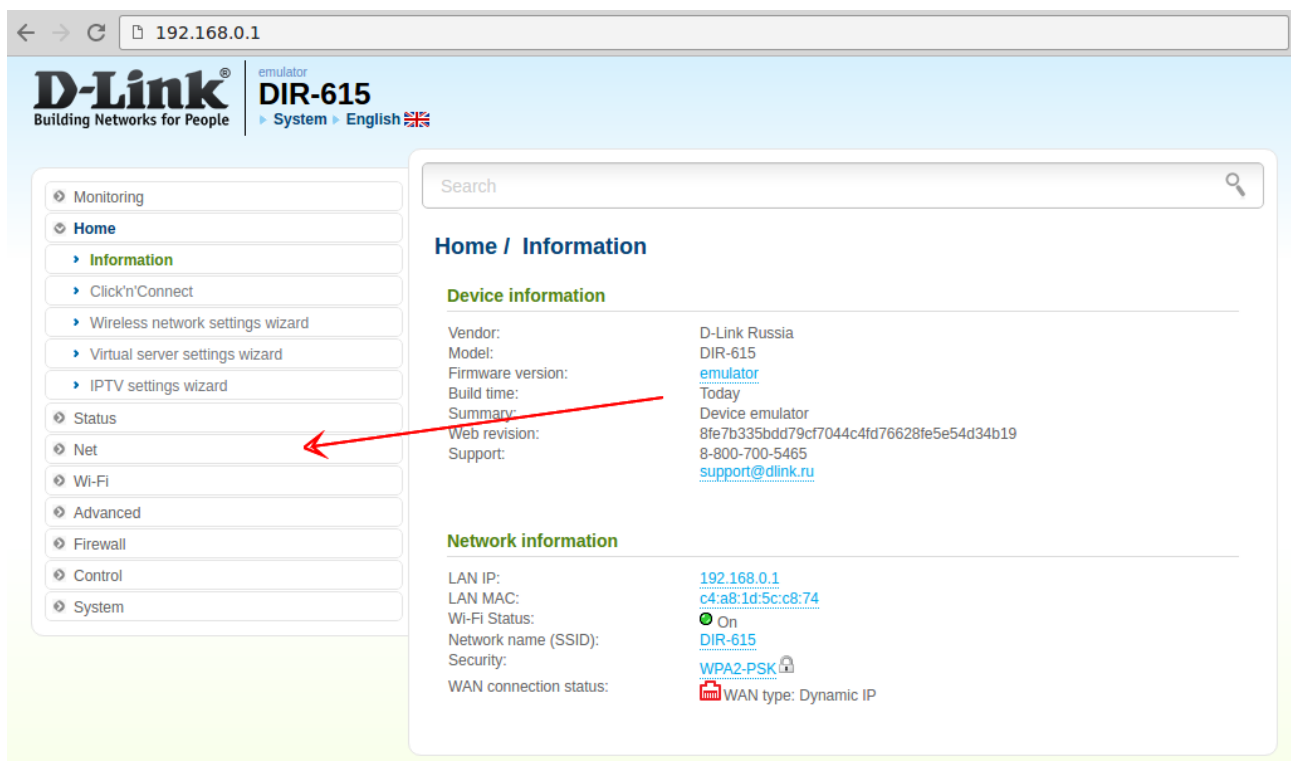 192.168.0.1
D-Link®
Building Networks for People
emulator
DIR-615
System English
Monitoring
Home
Information
Click'n'Connect
Wireless network settings wizard
Virtual server settings wizard
IPTV settings wizard
Status
Net
Wi-Fi
Advanced
Firewall
Control
System
Search
Home / Information
Device information
Vendor: D-Link Russia
Model: DIR-615
Firmware version: emulator
Build time: Today
Summary: Device emulator
Web revision: 8fe7b335bdd79cf7044c4fd76628fe5e54d34b19
Support: 8-800-700-5465
support@dlink.ru
Network information
LAN IP: 192.168.0.1
LAN MAC: c4:a8:1d:5c:c8:74
Wi-Fi Status: On
Network name (SSID): DIR-615
Security: WPA2-PSK
WAN connection status: WAN type: Dynamic IP